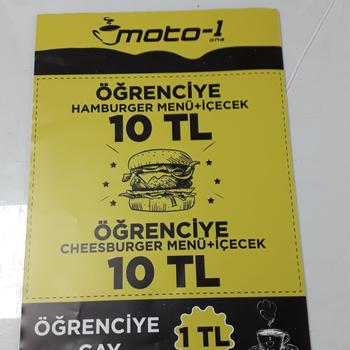 moto-1
one
ÖĞRENCİYE
HAMBURGER MENÜ+İÇECEK
10 TL
ÖĞRENCİYE
CHEESBURGER MENÜ+İÇECEK
10 TL
ÖĞRENCİYE
1 TL
ÇAY